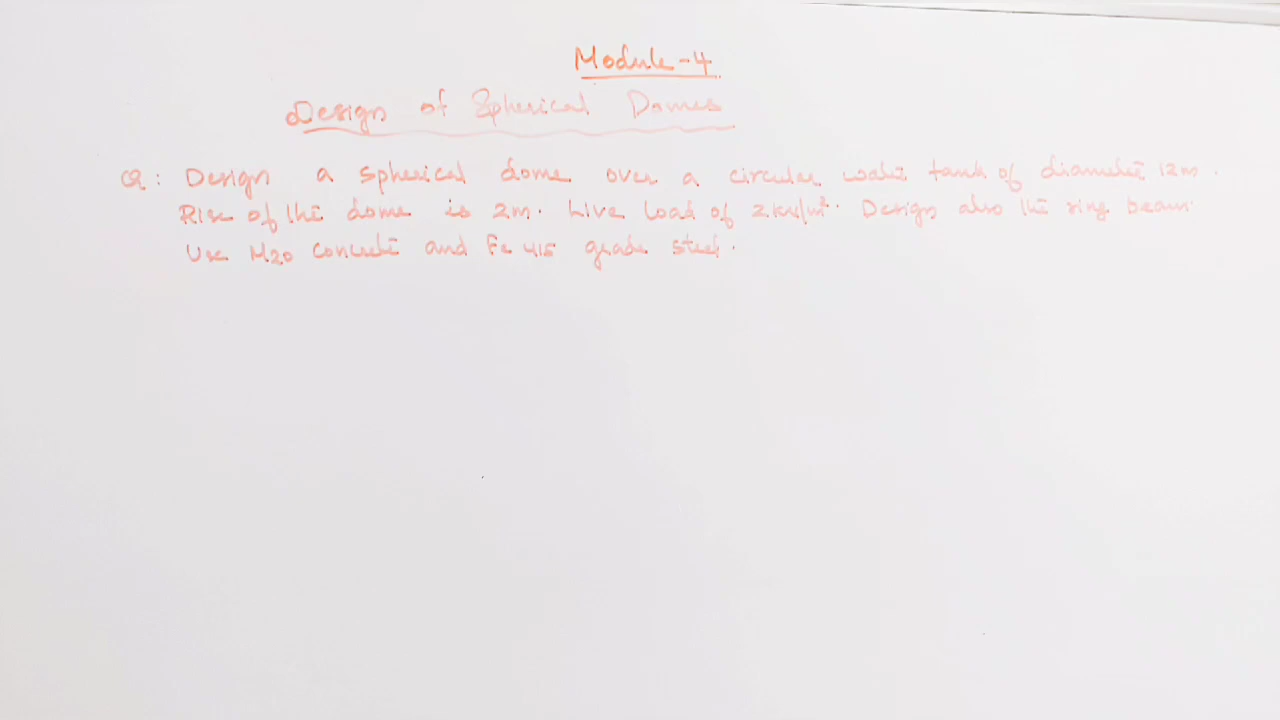 Module-4
Design of Spherical Domes
Q: Design a spherical dome over a circular water tank of diameter 12m.
Rise of the dome is 2m. Live load of 2kN/m². Design also the ring beam.
Use M20 concrete and Fe 415 grade steel.